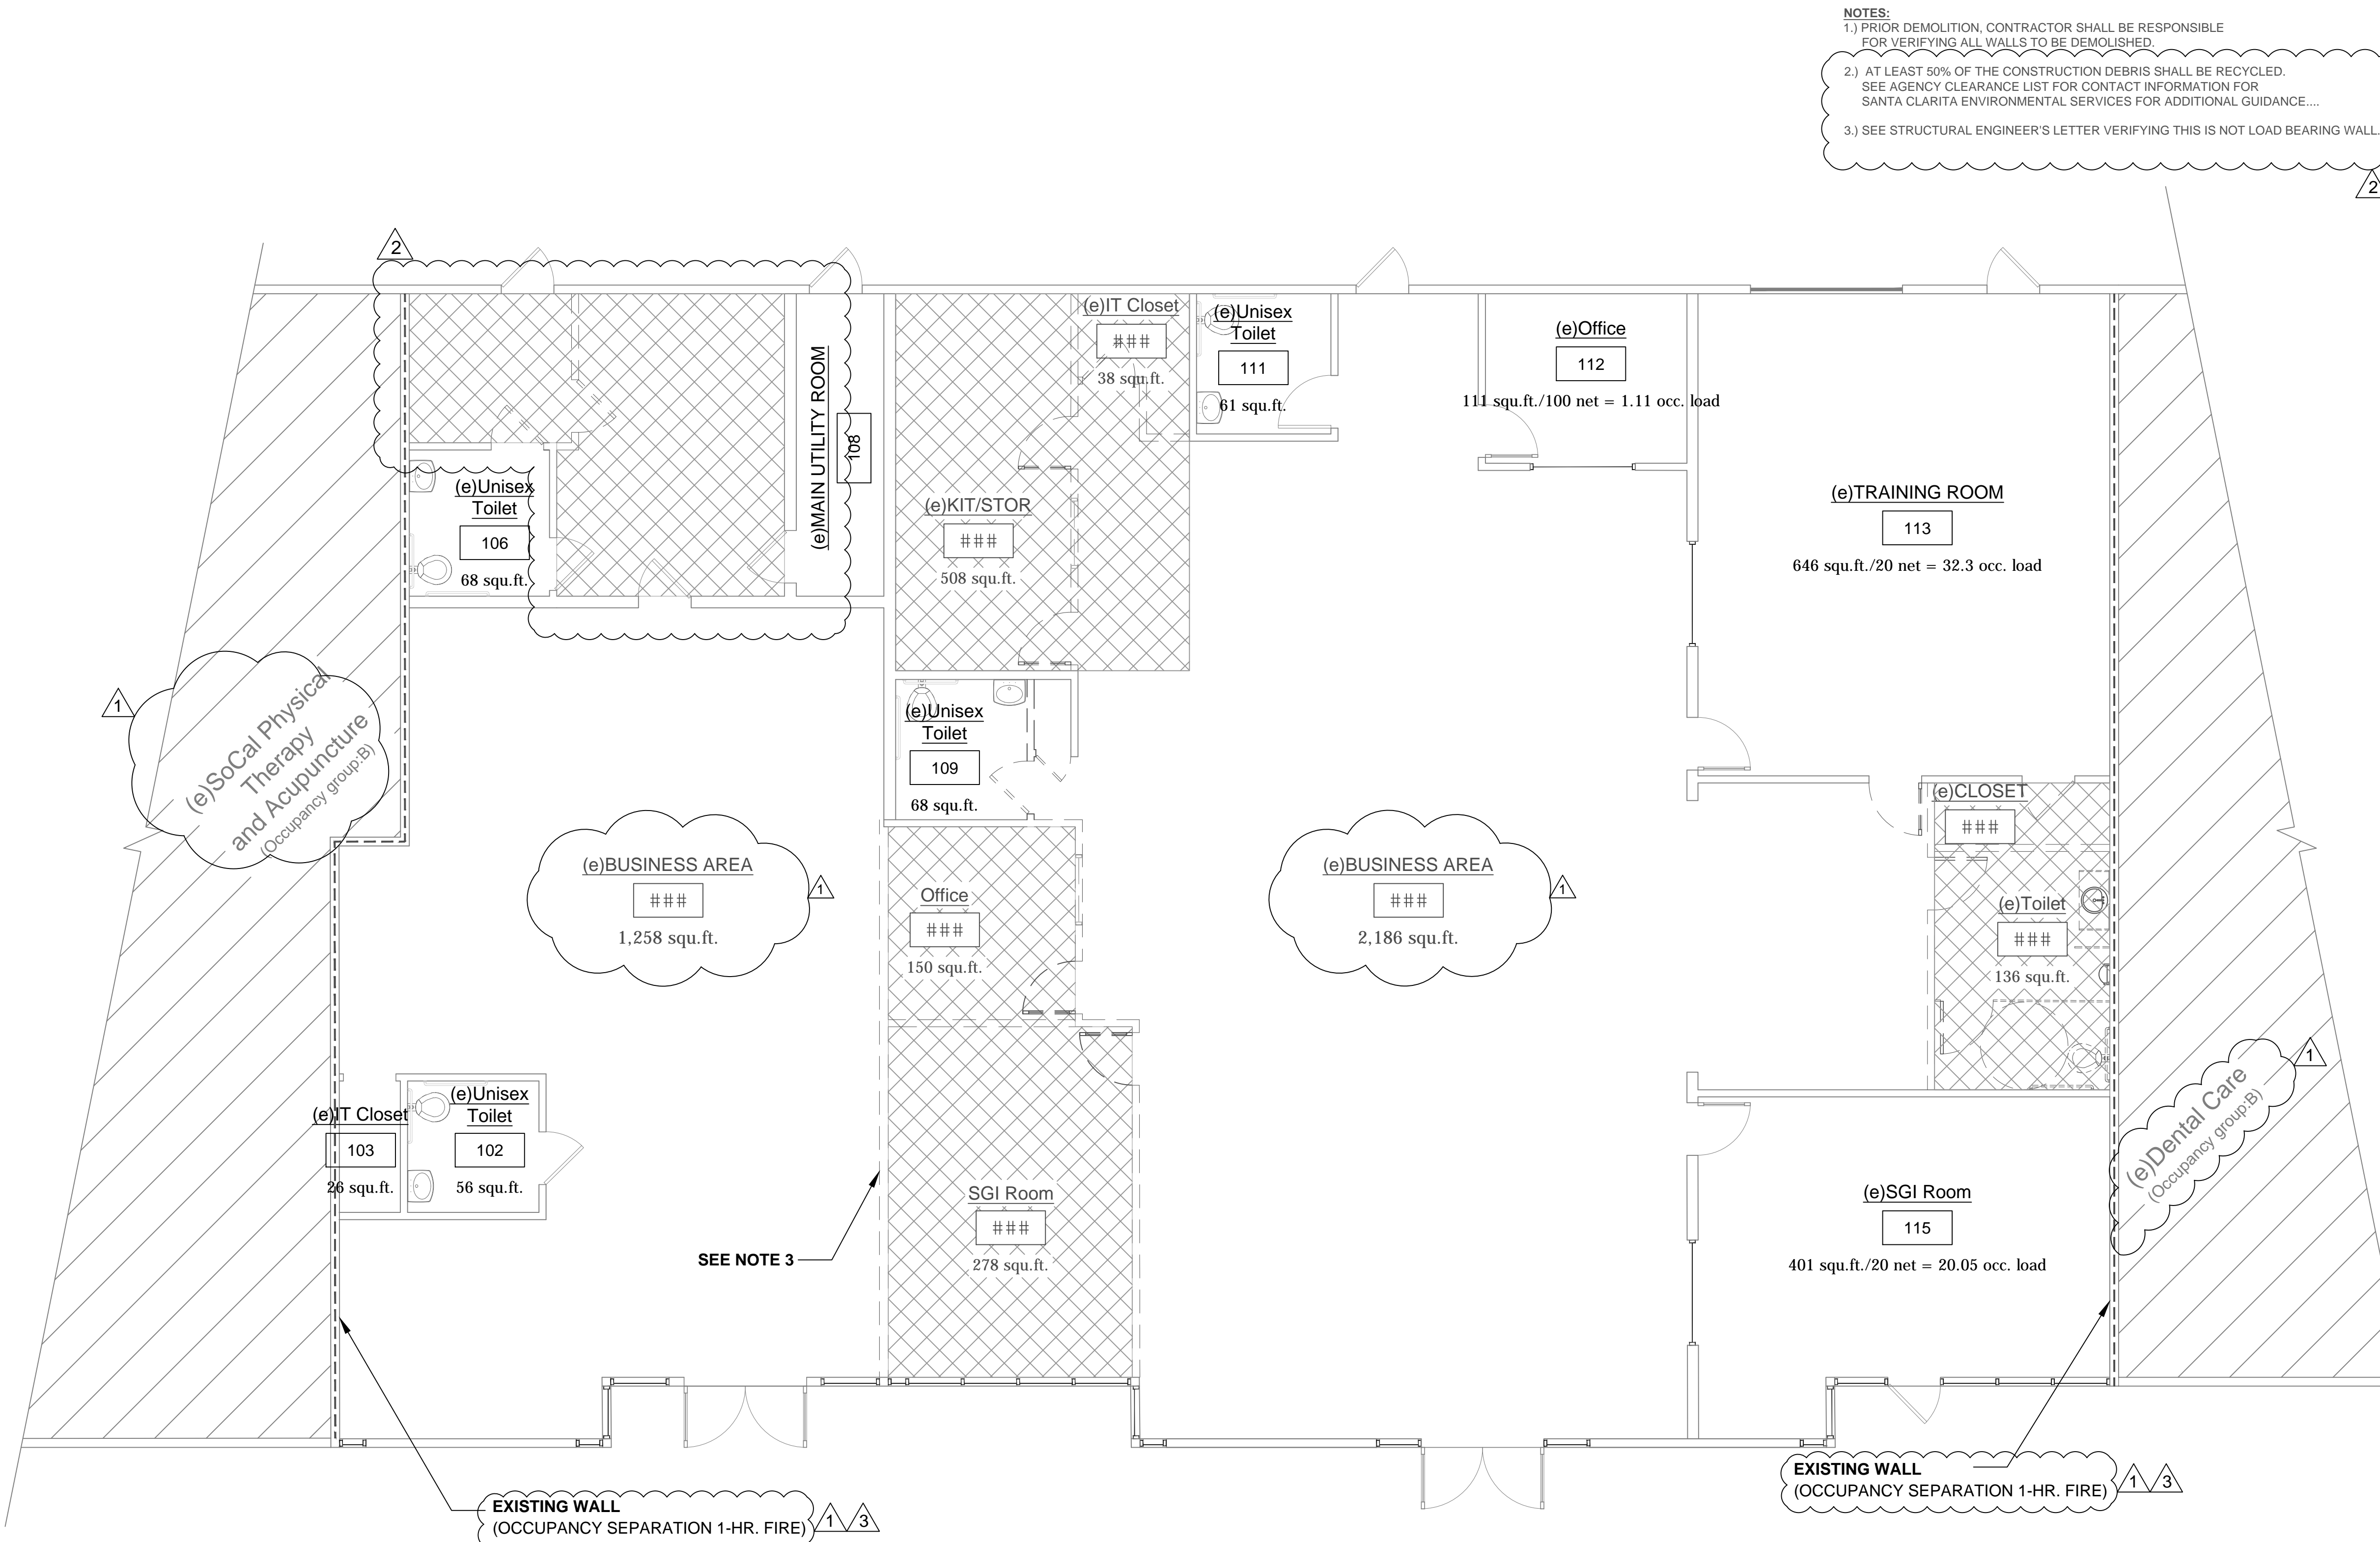 NOTES:
1.) PRIOR DEMOLITION, CONTRACTOR SHALL BE RESPONSIBLE
FOR VERIFYING ALL WALLS TO BE DEMOLISHED.
2.) AT LEAST 50% OF THE CONSTRUCTION DEBRIS SHALL BE RECYCLED.
SEE AGENCY CLEARANCE LIST FOR CONTACT INFORMATION FOR
SANTA CLARITA ENVIRONMENTAL SERVICES FOR ADDITIONAL GUIDANCE....
3.) SEE STRUCTURAL ENGINEER'S LETTER VERIFYING THIS IS NOT LOAD BEARING WALL.
2
2
(e)MAIN UTILITY ROOM
108
(e)IT Closet
###
38 squ.ft.
(e)Unisex
Toilet
111
61 squ.ft.
(e)Office
112
111 squ.ft./100 net = 1.11 occ. load
(e)Unisex
Toilet
106
68 squ.ft.
(e)KIT/STOR
###
508 squ.ft.
(e)TRAINING ROOM
113
646 squ.ft./20 net = 32.3 occ. load
1
(e)SoCal Physical
Therapy
and Acupuncture
(Occupancy group:B)
(e)Unisex
Toilet
109
68 squ.ft.
(e)CLOSET
###
(e)BUSINESS AREA
###
1,258 squ.ft.
1
Office
###
150 squ.ft.
(e)BUSINESS AREA
###
2,186 squ.ft.
1
(e)Toilet
###
136 squ.ft.
(e)IT Closet
103
26 squ.ft.
(e)Unisex
Toilet
102
56 squ.ft.
SEE NOTE 3
SGI Room
###
278 squ.ft.
(e)SGI Room
115
401 squ.ft./20 net = 20.05 occ. load
1
(e)Dental Care
(Occupancy group:B)
EXISTING WALL
(OCCUPANCY SEPARATION 1-HR. FIRE)
1 3
EXISTING WALL
(OCCUPANCY SEPARATION 1-HR. FIRE)
1 3